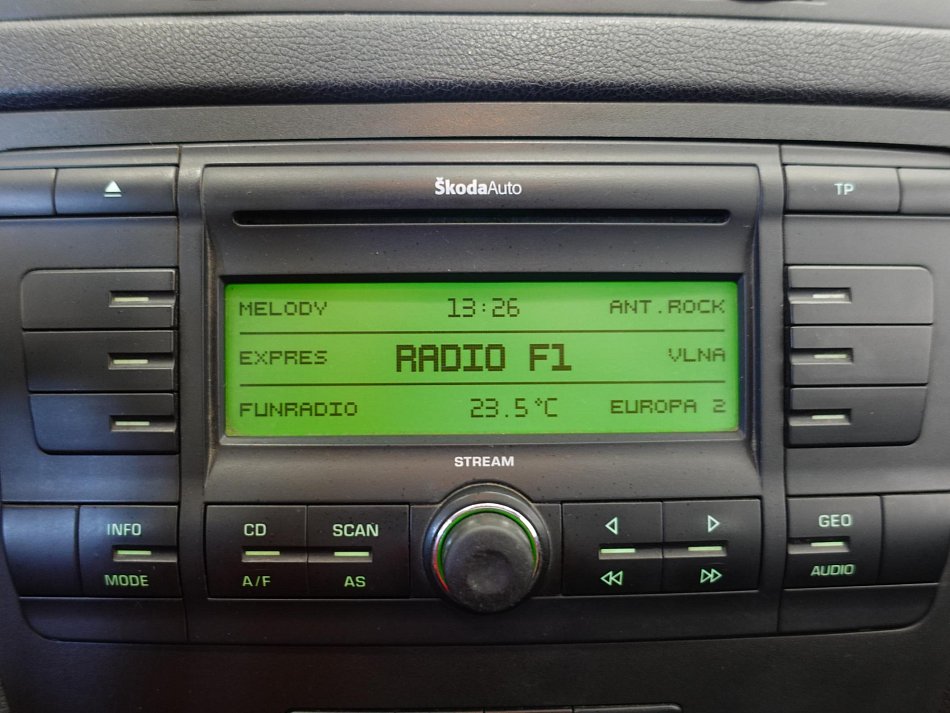 ŠkodaAuto
TP
MELODY 13:26 ANT.ROCK
EXPRES RADIO F1 VLNA
FUNRADIO 23.5°C EUROPA 2
STREAM
INFO CD SCAN GEO
MODE A/F AS AUDIO